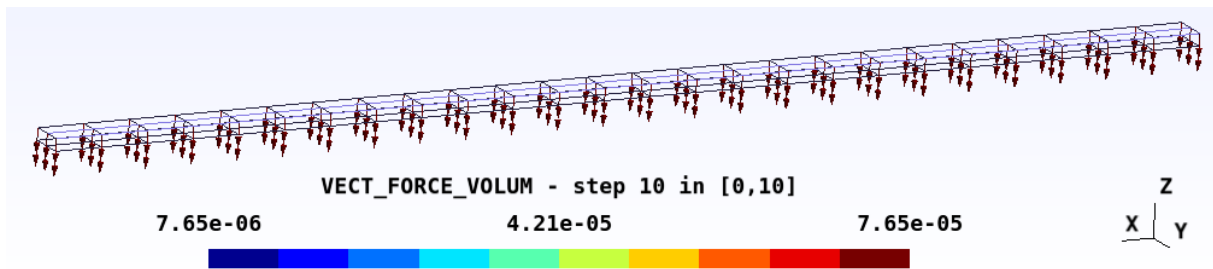 VECT_FORCE_VOLUM - step 10 in [0,10]
7.65e-06 4.21e-05 7.65e-05
Z
X Y